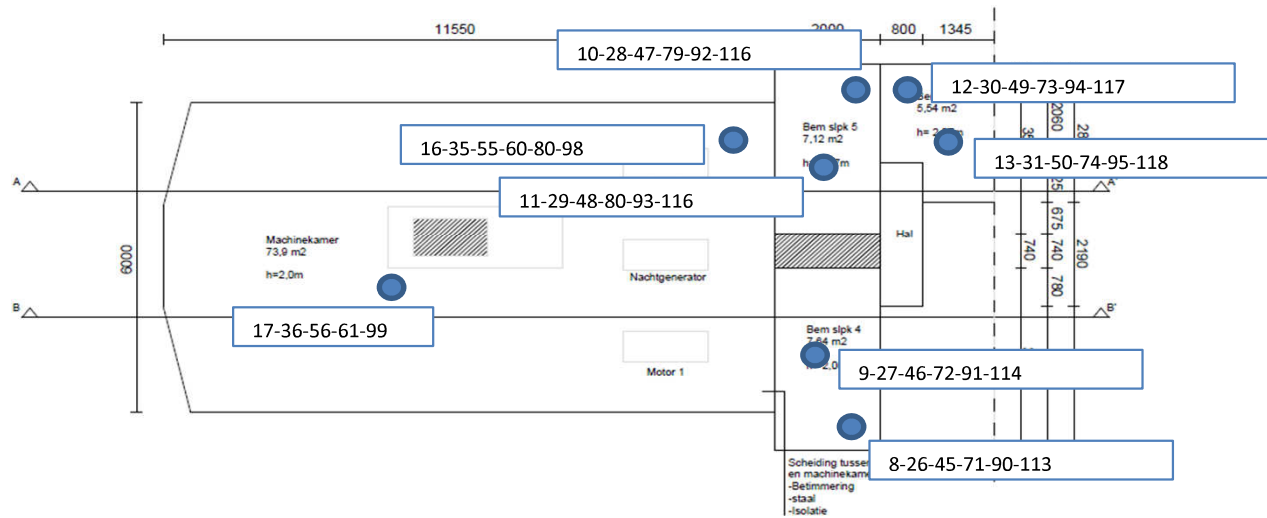 11550
2000
800
1345
10-28-47-79-92-116
12-30-49-73-94-117
5,54 m2
Bem slpk 5
7,12 m2
16-35-55-60-80-98
13-31-50-74-95-118
2060
A
A'
11-29-48-80-93-116
675
Hal
Machinekamer
73,9 m2
h=2,0m
6000
740
740
2190
Nachtgenerator
780
17-36-56-61-99
B
B'
Bem slpk 4
9-27-46-72-91-114
Motor 1
8-26-45-71-90-113
Scheiding
en
-Betimmering
-staal
-Isolatie